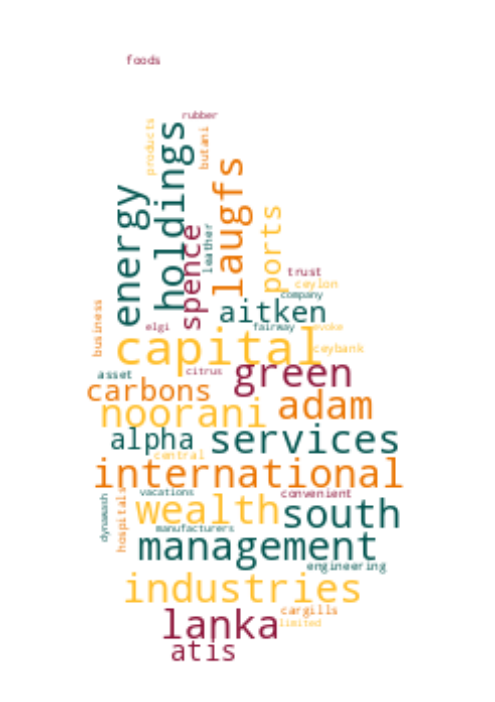 foods
rubber
products
butani
holdings
laugfs
energy
ports
spence
leather
trust
ceylon
company
business
aitken
elgi
fairway
evoke
capital
ceybank
asset
citrus
green
carbons
noorani
adam
alpha
services
central
international
dynawash
hospitals
vacations
convenient
wealth
south
manufacturers
management
engineering
industries
cargills
lanka
limited
atis